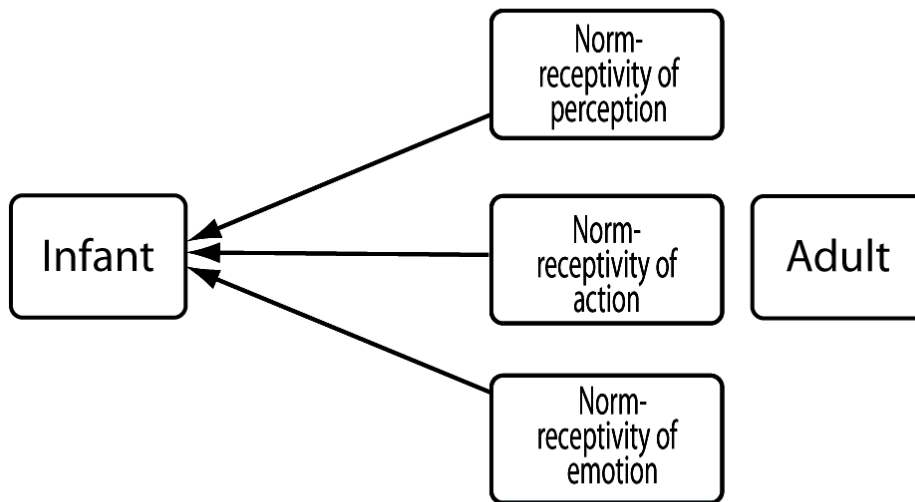 Norm-
receptivity of
perception
Infant
Norm-
receptivity of
action
Adult
Norm-
receptivity of
emotion